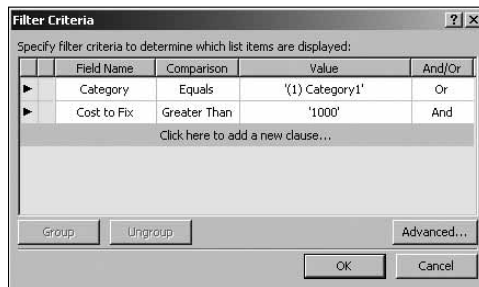 Filter Criteria
Specify filter criteria to determine which list items are displayed:
Field Name Comparison Value And/Or
Category Equals '(1) Category1' Or
Cost to Fix Greater Than '1000' And
Click here to add a new clause...
Group Ungroup Advanced...
OK Cancel